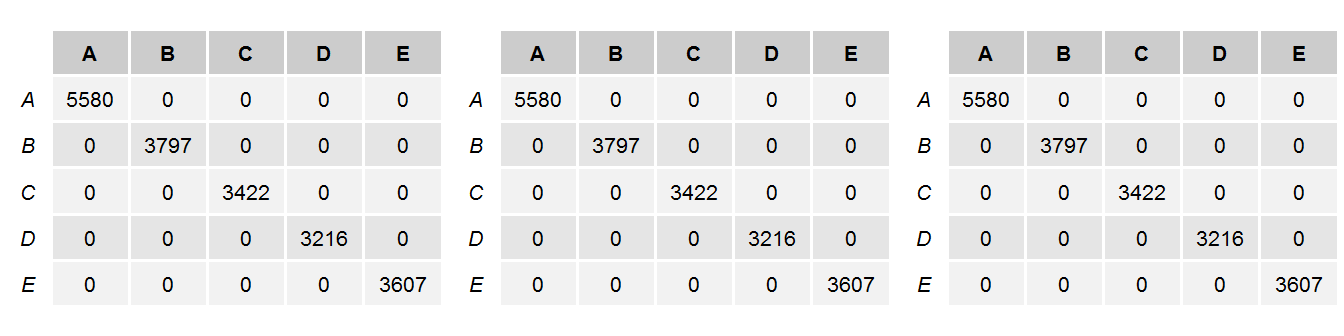 A B C D E A B C D E A B C D E
A 5580 0 0 0 0 A 5580 0 0 0 0 A 5580 0 0 0 0
B 0 3797 0 0 0 B 0 3797 0 0 0 B 0 3797 0 0 0
C 0 0 3422 0 0 C 0 0 3422 0 0 C 0 0 3422 0 0
D 0 0 0 3216 0 D 0 0 0 3216 0 D 0 0 0 3216 0
E 0 0 0 0 3607 E 0 0 0 0 3607 E 0 0 0 0 3607